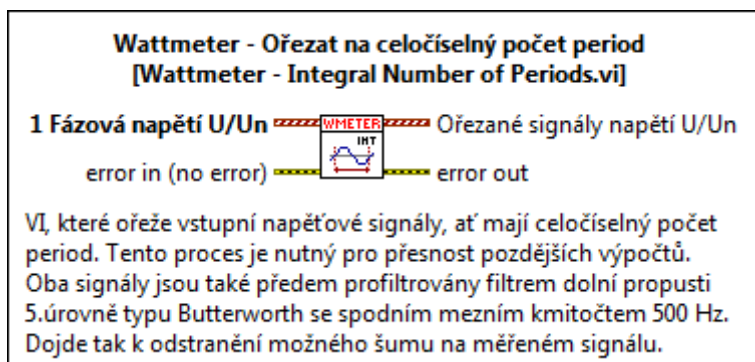 Wattmeter - Ořezat na celočíselný počet period
[Wattmeter - Integral Number of Periods.vi]
1 Fázová napětí U/Un WMETER Ořezané signály napětí U/Un
INT
error in (no error) error out
VI, které ořeže vstupní napěťové signály, ať mají celočíselný počet
period. Tento proces je nutný pro přesnost pozdějších výpočtů.
Oba signály jsou také předem profiltrovány filtrem dolní propusti
5.úrovně typu Butterworth se spodním mezním kmitočtem 500 Hz.
Dojde tak k odstranění možného šumu na měřeném signálu.